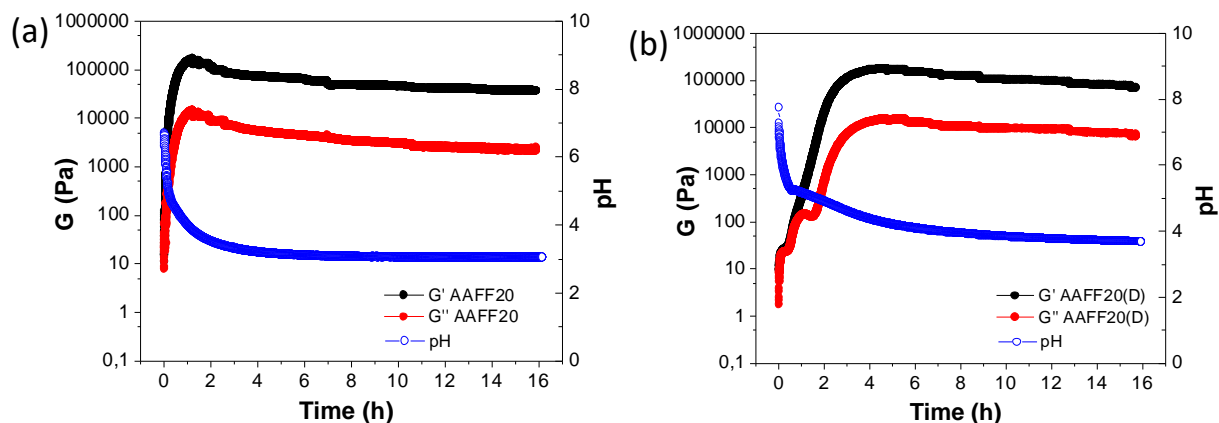 (a)
1000000
100000
10000
1000
100
10
1
0,1
G (Pa)
10
8
6
4
2
0
pH
G' AAFF20
G'' AAFF20
pH
0 2 4 6 8 10 12 14 16
Time (h)
(b)
1000000
100000
10000
1000
100
10
1
0,1
G (Pa)
10
8
6
4
2
0
pH
G' AAFF20(D)
G" AAFF20(D)
pH
0 2 4 6 8 10 12 14 16
Time (h)